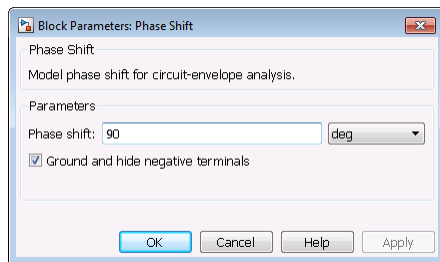 Block Parameters: Phase Shift
Phase Shift
Model phase shift for circuit-envelope analysis.
Parameters
Phase shift: 90 deg
Ground and hide negative terminals
OK Cancel Help Apply